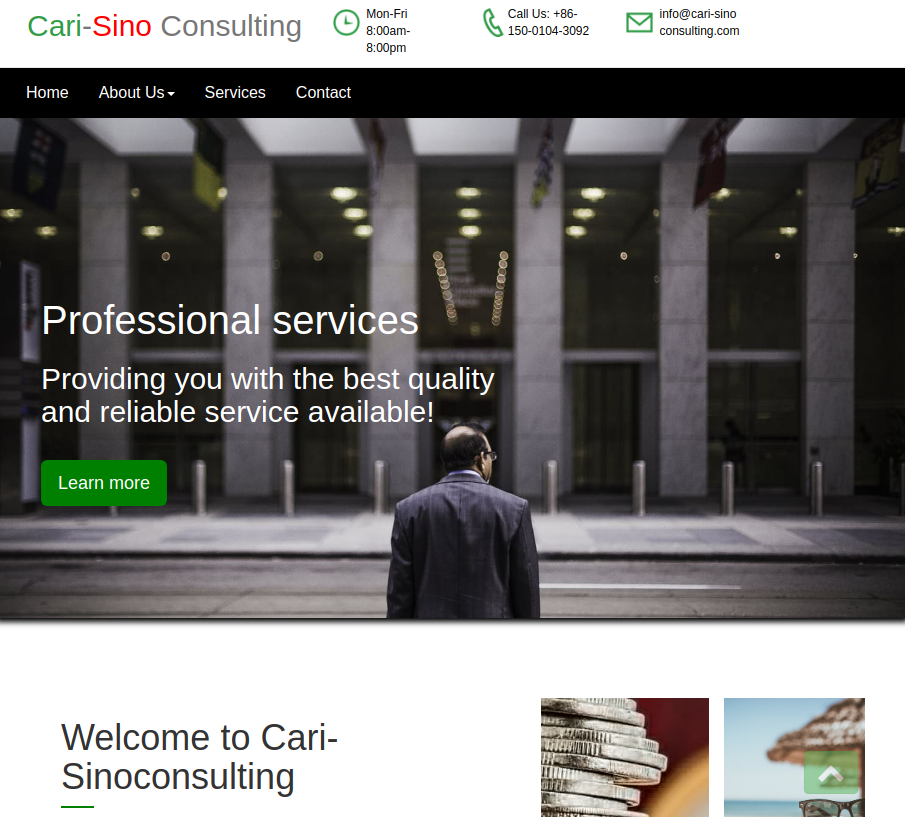 Cari-Sino Consulting
Mon-Fri
8:00am-
8:00pm
Call Us: +86-
150-0104-3092
info@cari-sino
consulting.com
Home About Us Services Contact
Professional services
Providing you with the best quality
and reliable service available!
Learn more
Welcome to Cari-
Sinoconsulting